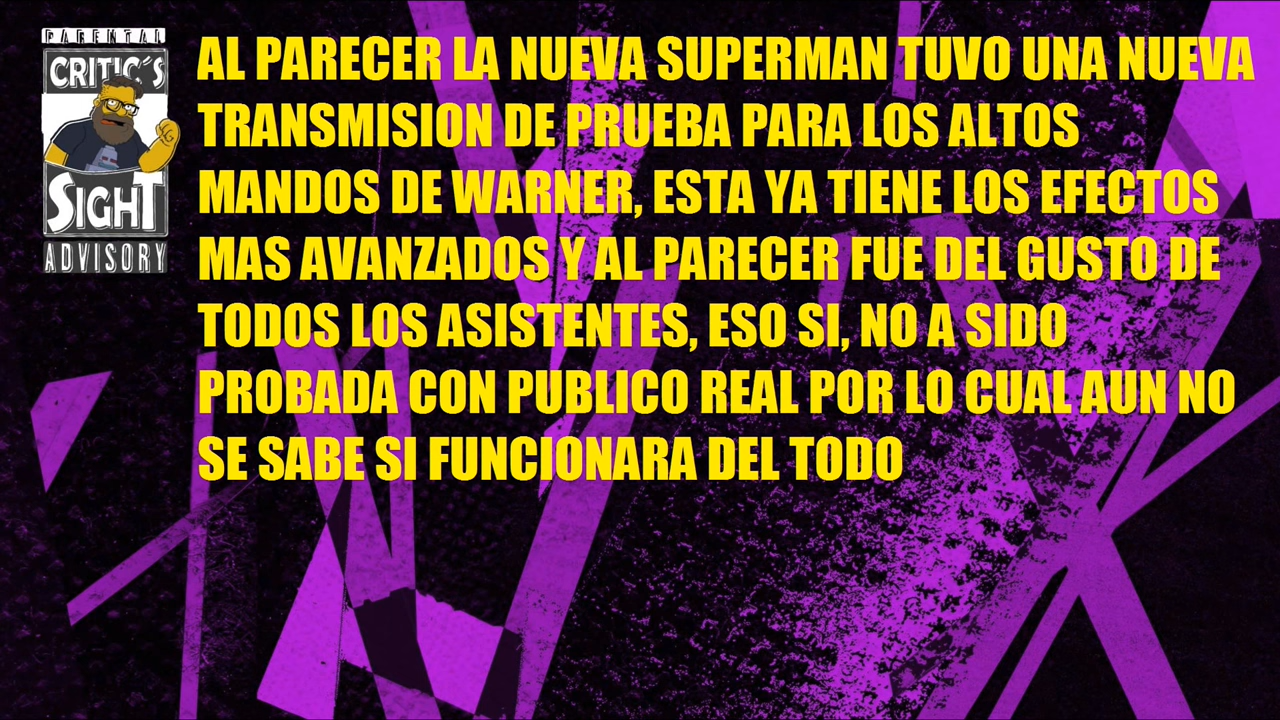 PARENTAL
CRITIC´S
SIGHT
ADVISORY
AL PARECER LA NUEVA SUPERMAN TUVO UNA NUEVA
TRANSMISION DE PRUEBA PARA LOS ALTOS
MANDOS DE WARNER, ESTA YA TIENE LOS EFECTOS
MAS AVANZADOS Y AL PARECER FUE DEL GUSTO DE
TODOS LOS ASISTENTES, ESO SI, NO A SIDO
PROBADA CON PUBLICO REAL POR LO CUAL AUN NO
SE SABE SI FUNCIONARA DEL TODO